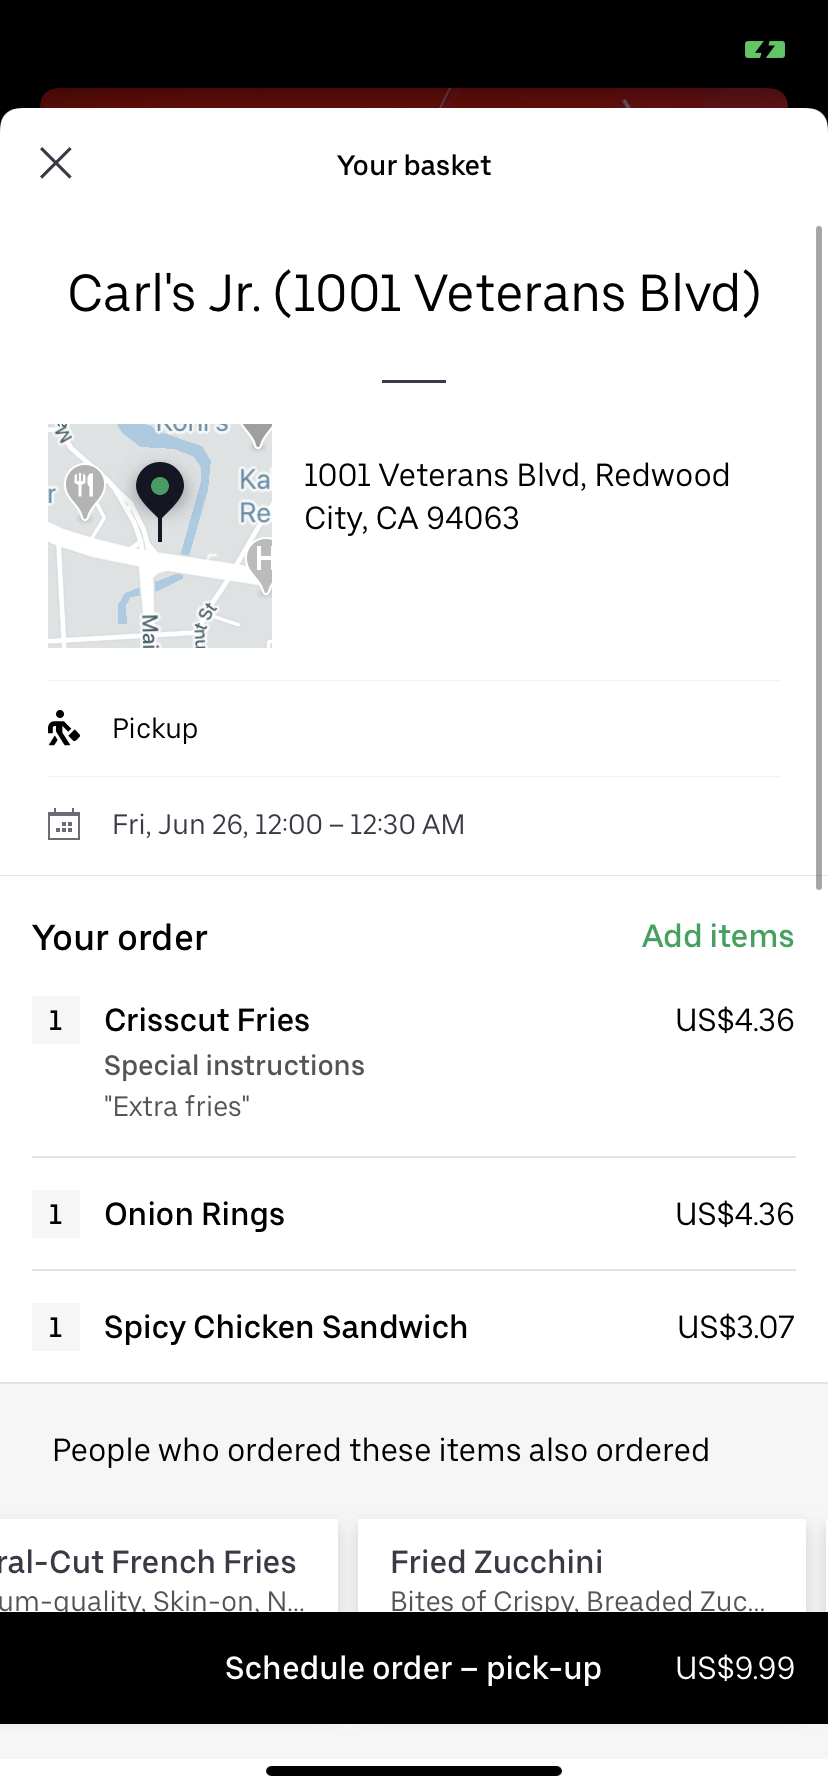 Your basket
Carl's Jr. (1001 Veterans Blvd)
Kohl's
Ka
Re
r
H
Mai
nut St
1001 Veterans Blvd, Redwood
City, CA 94063
Pickup
Fri, Jun 26, 12:00 – 12:30 AM
Your order
Add items
1 Crisscut Fries US$4.36
Special instructions
"Extra fries"
1 Onion Rings US$4.36
1 Spicy Chicken Sandwich US$3.07
People who ordered these items also ordered
ral-Cut French Fries
um-quality, Skin-on, N...
Fried Zucchini
Bites of Crispy, Breaded Zuc...
Schedule order – pick-up US$9.99